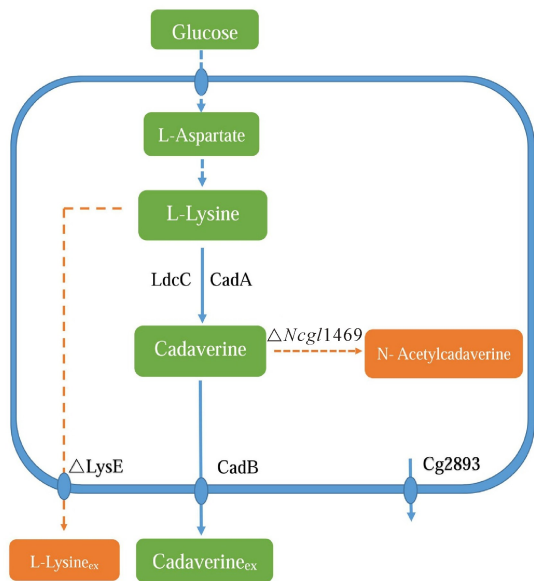 Glucose
L-Aspartate
L-Lysine
LdcC CadA
Cadaverine
△Ncgl1469
N- Acetylcadaverine
△LysE
CadB
Cg2893
L-Lysineex
Cadaverineex